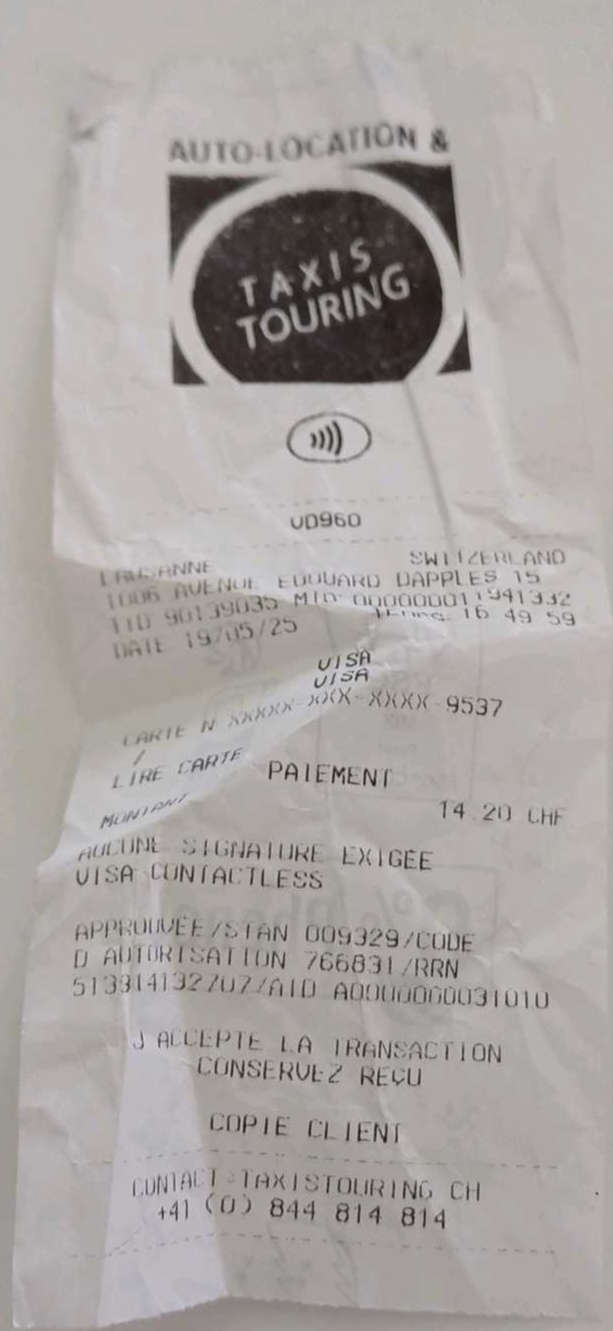 AUTO-LOCATION &
TAXIS
TOURING
VD960
LAUSANNE SWITZERLAND
1006 AVENUE EDOUARD DAPPLES 15
TID 90139035 MID 000000011941332
DATE 19/05/25 16 49 59
VISA
VISA
CARTE N XXXXX-XXX-XXXX-9537
LIRE CARTE
PAIEMENT
MONTANT 14.20 CHF
AUCUNE SIGNATURE EXIGEE
VISA CONTACTLESS
APPROUVEE/STAN 009329/CODE
D AUTORISATION 766831/RRN
513914132707/AID A0000000031010
J ACCEPTE LA TRANSACTION
CONSERVEZ REÇU
COPIE CLIENT
CONTACT TAXISTOURING CH
+41 (0) 844 814 814